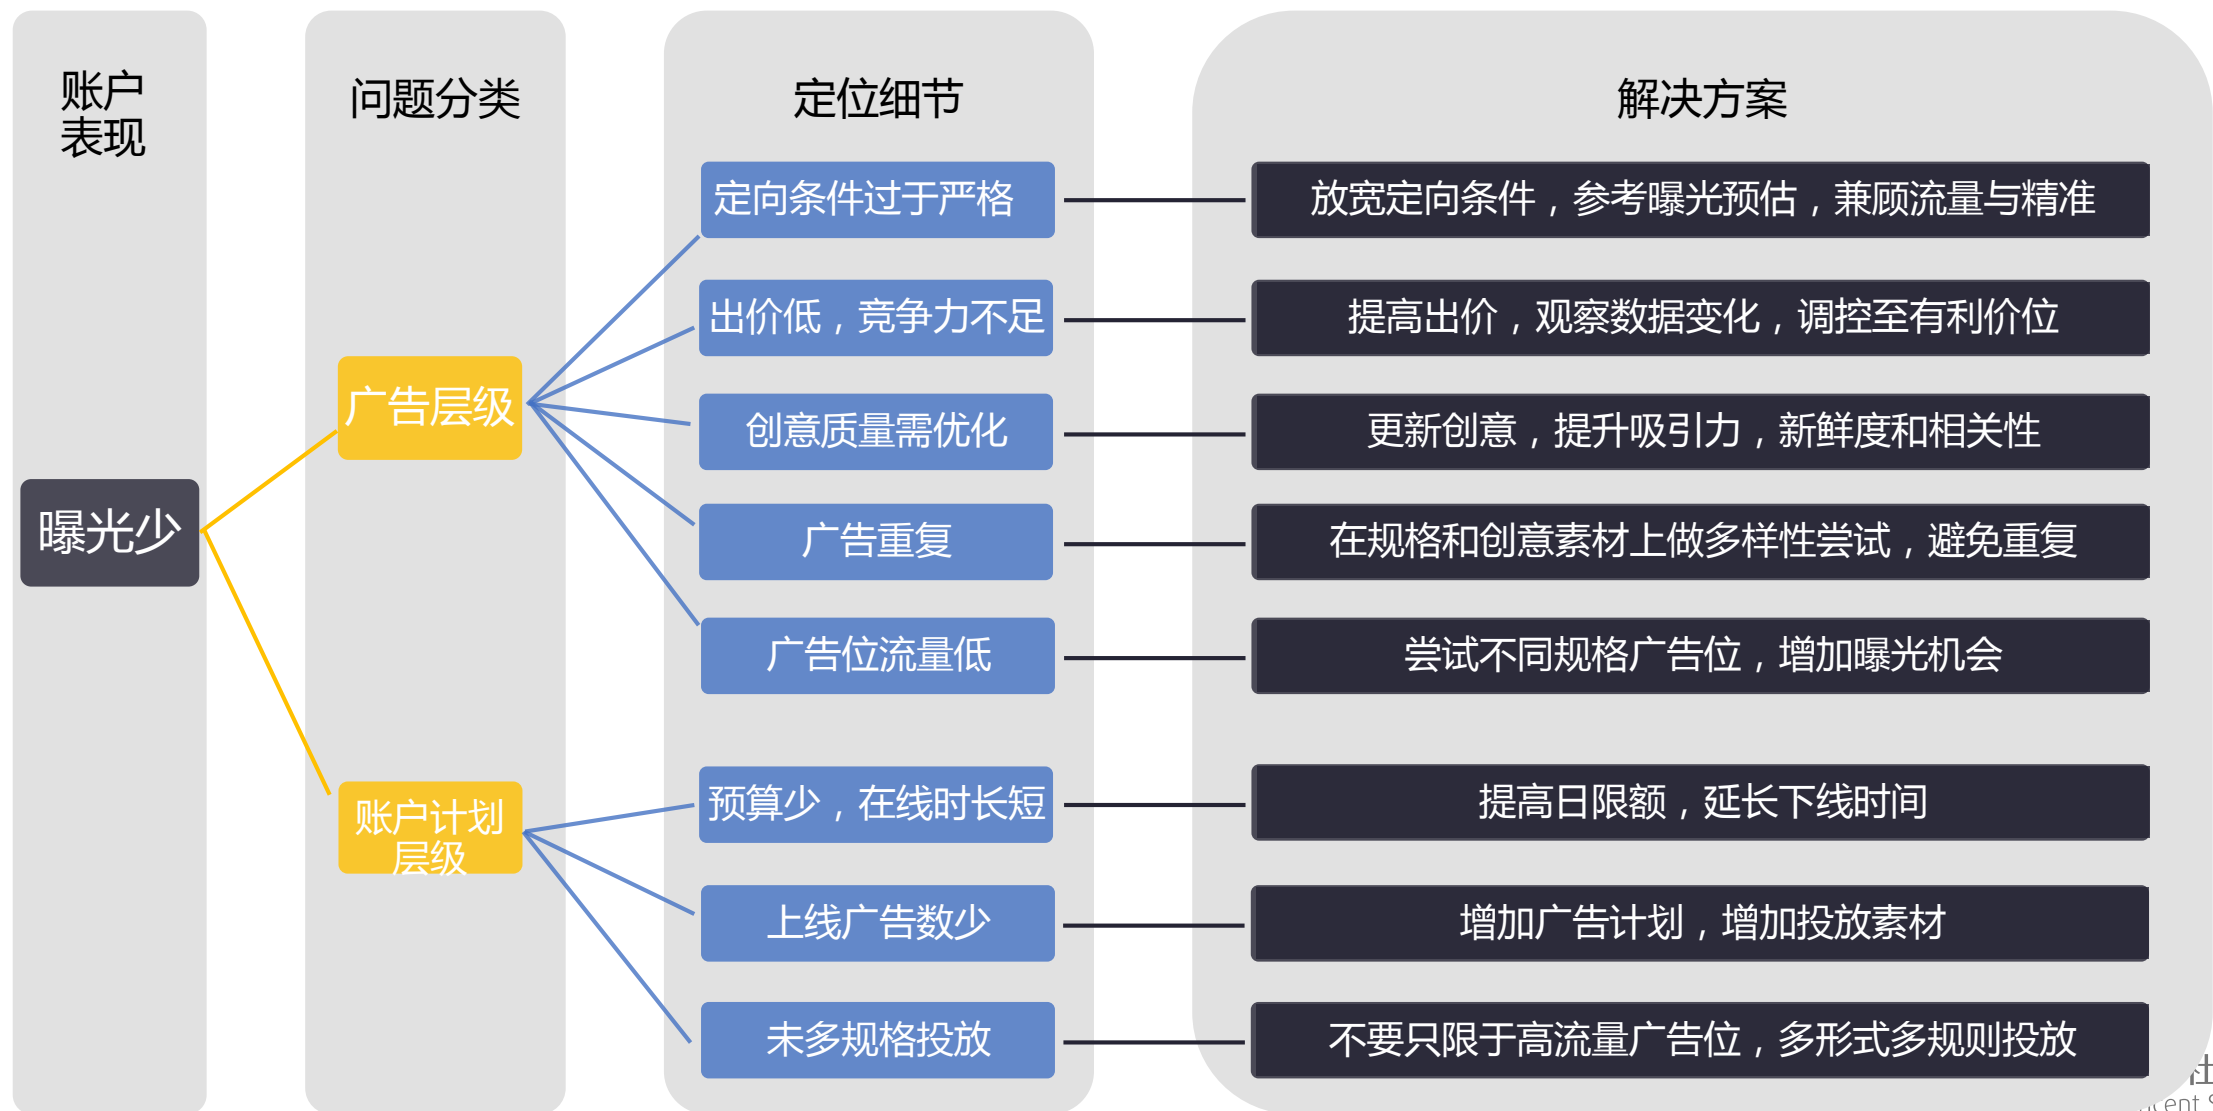 账户
表现
问题分类
定位细节
解决方案
曝光少
广告层级
定向条件过于严格
放宽定向条件，参考曝光预估，兼顾流量与精准
出价低，竞争力不足
提高出价，观察数据变化，调控至有利价位
创意质量需优化
更新创意，提升吸引力，新鲜度和相关性
广告重复
在规格和创意素材上做多样性尝试，避免重复
广告位流量低
尝试不同规格广告位，增加曝光机会
账户计划
层级
预算少，在线时长短
提高日限额，延长下线时间
上线广告数少
增加广告计划，增加投放素材
未多规格投放
不要只限于高流量广告位，多形式多规则投放